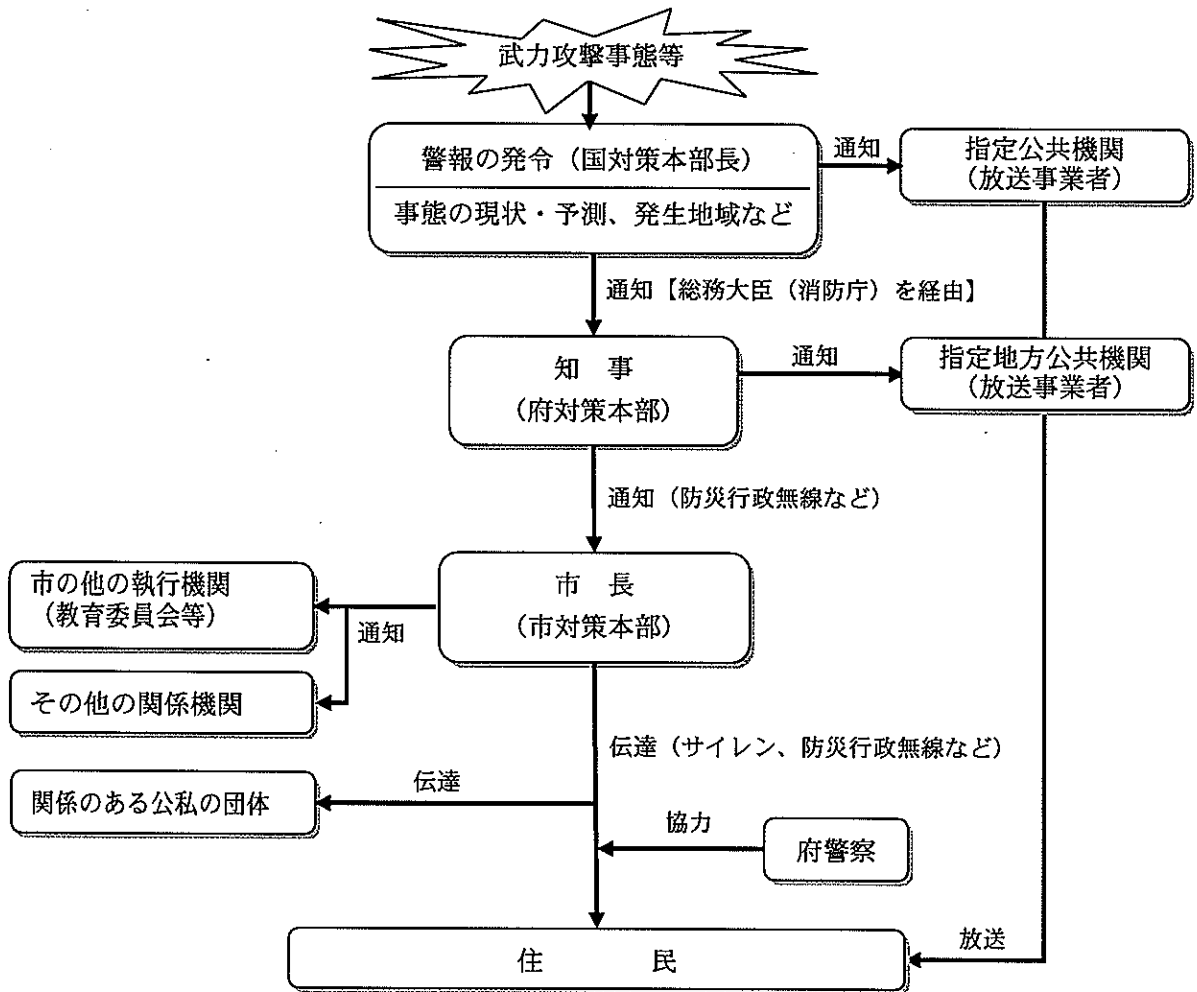 武力攻撃事態等
警報の発令（国対策本部長）
事態の現状・予測、発生地域など
通知
指定公共機関
（放送事業者）
通知【総務大臣（消防庁）を経由】
知　事
（府対策本部）
通知
指定地方公共機関
（放送事業者）
通知（防災行政無線など）
市　長
（市対策本部）
市の他の執行機関
（教育委員会等）
通知
その他の関係機関
伝達（サイレン、防災行政無線など）
関係のある公私の団体
伝達
協力
府警察
放送
住　　　民